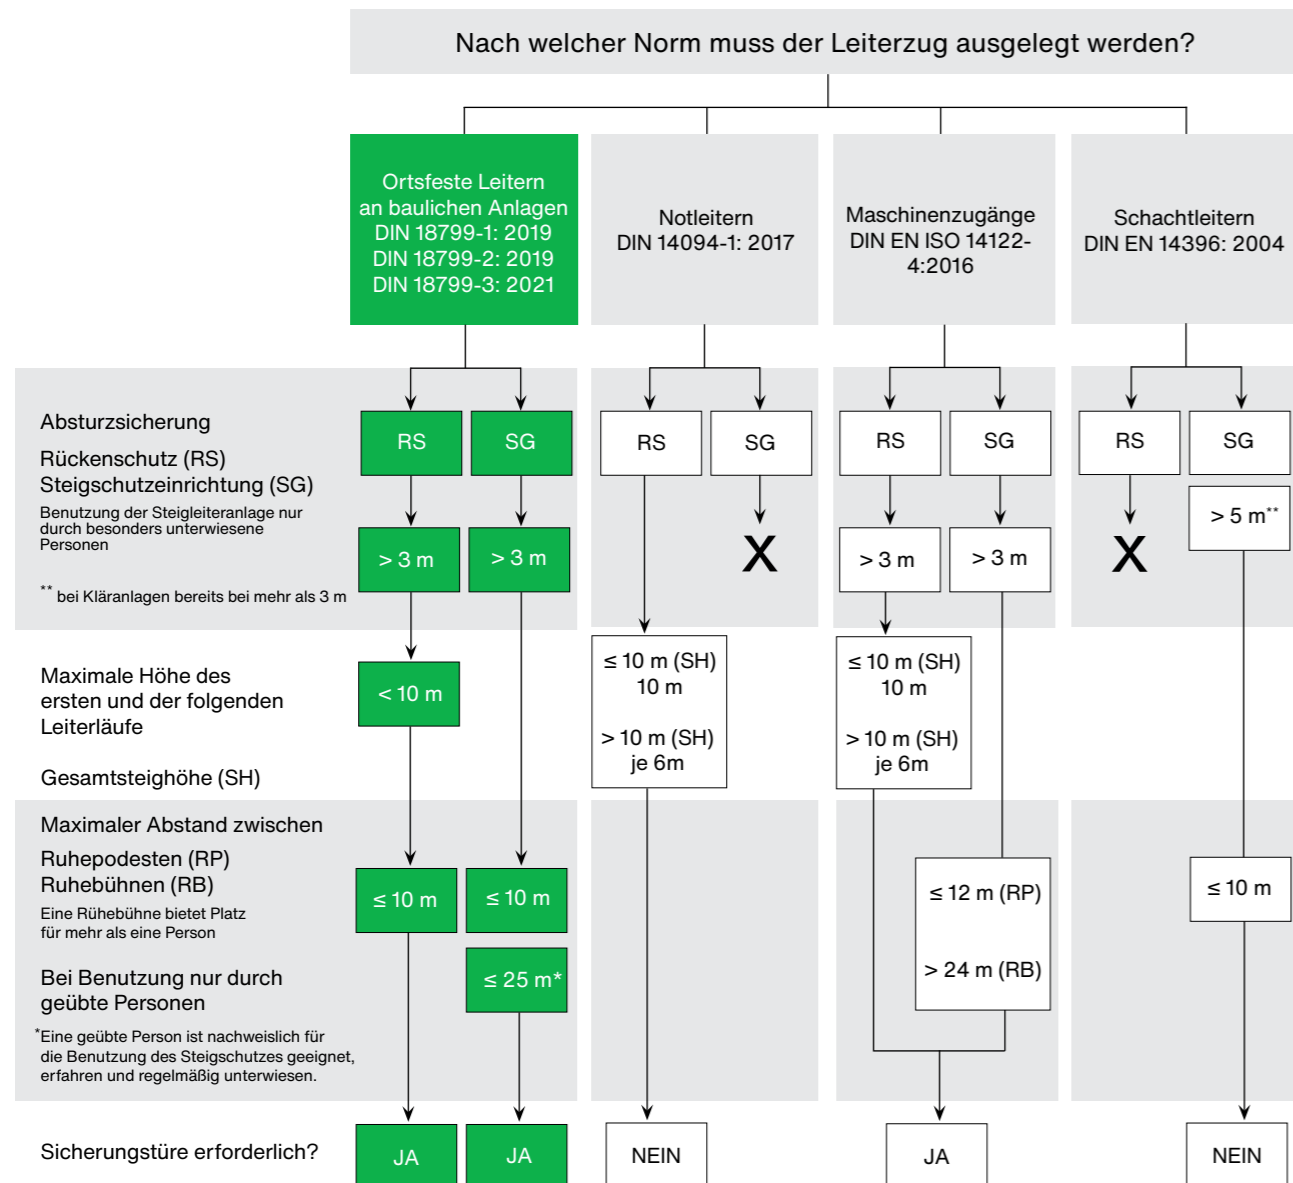 Nach welcher Norm muss der Leiterzug ausgelegt werden?
Ortsfeste Leitern
an baulichen Anlagen
DIN 18799-1: 2019
DIN 18799-2: 2019
DIN 18799-3: 2021
Notleitern
DIN 14094-1: 2017
Maschinenzugänge
DIN EN ISO 14122-
4:2016
Schachtleitern
DIN EN 14396: 2004
Absturzsicherung
Rückenschutz (RS)
Steigschutzeinrichtung (SG)
Benutzung der Steigleiteranlage nur
durch besonders unterwiesene
Personen
** bei Kläranlagen bereits bei mehr als 3 m
RS
SG
RS
SG
RS
SG
RS
SG
> 3 m
> 3 m
X
> 3 m
> 3 m
X
> 5 m**
Maximale Höhe des
ersten und der folgenden
Leiterläufe
Gesamtsteighöhe (SH)
< 10 m
≤ 10 m (SH)
10 m
> 10 m (SH)
je 6m
≤ 10 m (SH)
10 m
> 10 m (SH)
je 6m
Maximaler Abstand zwischen
Ruhepodesten (RP)
Ruhebühnen (RB)
Eine Rühebühne bietet Platz
für mehr als eine Person
Bei Benutzung nur durch
geübte Personen
*Eine geübte Person ist nachweislich für
die Benutzung des Steigschutzes geeignet,
erfahren und regelmäßig unterwiesen.
≤ 10 m
≤ 10 m
≤ 25 m*
≤ 12 m (RP)
> 24 m (RB)
≤ 10 m
Sicherungstüre erforderlich?
JA
JA
NEIN
JA
NEIN